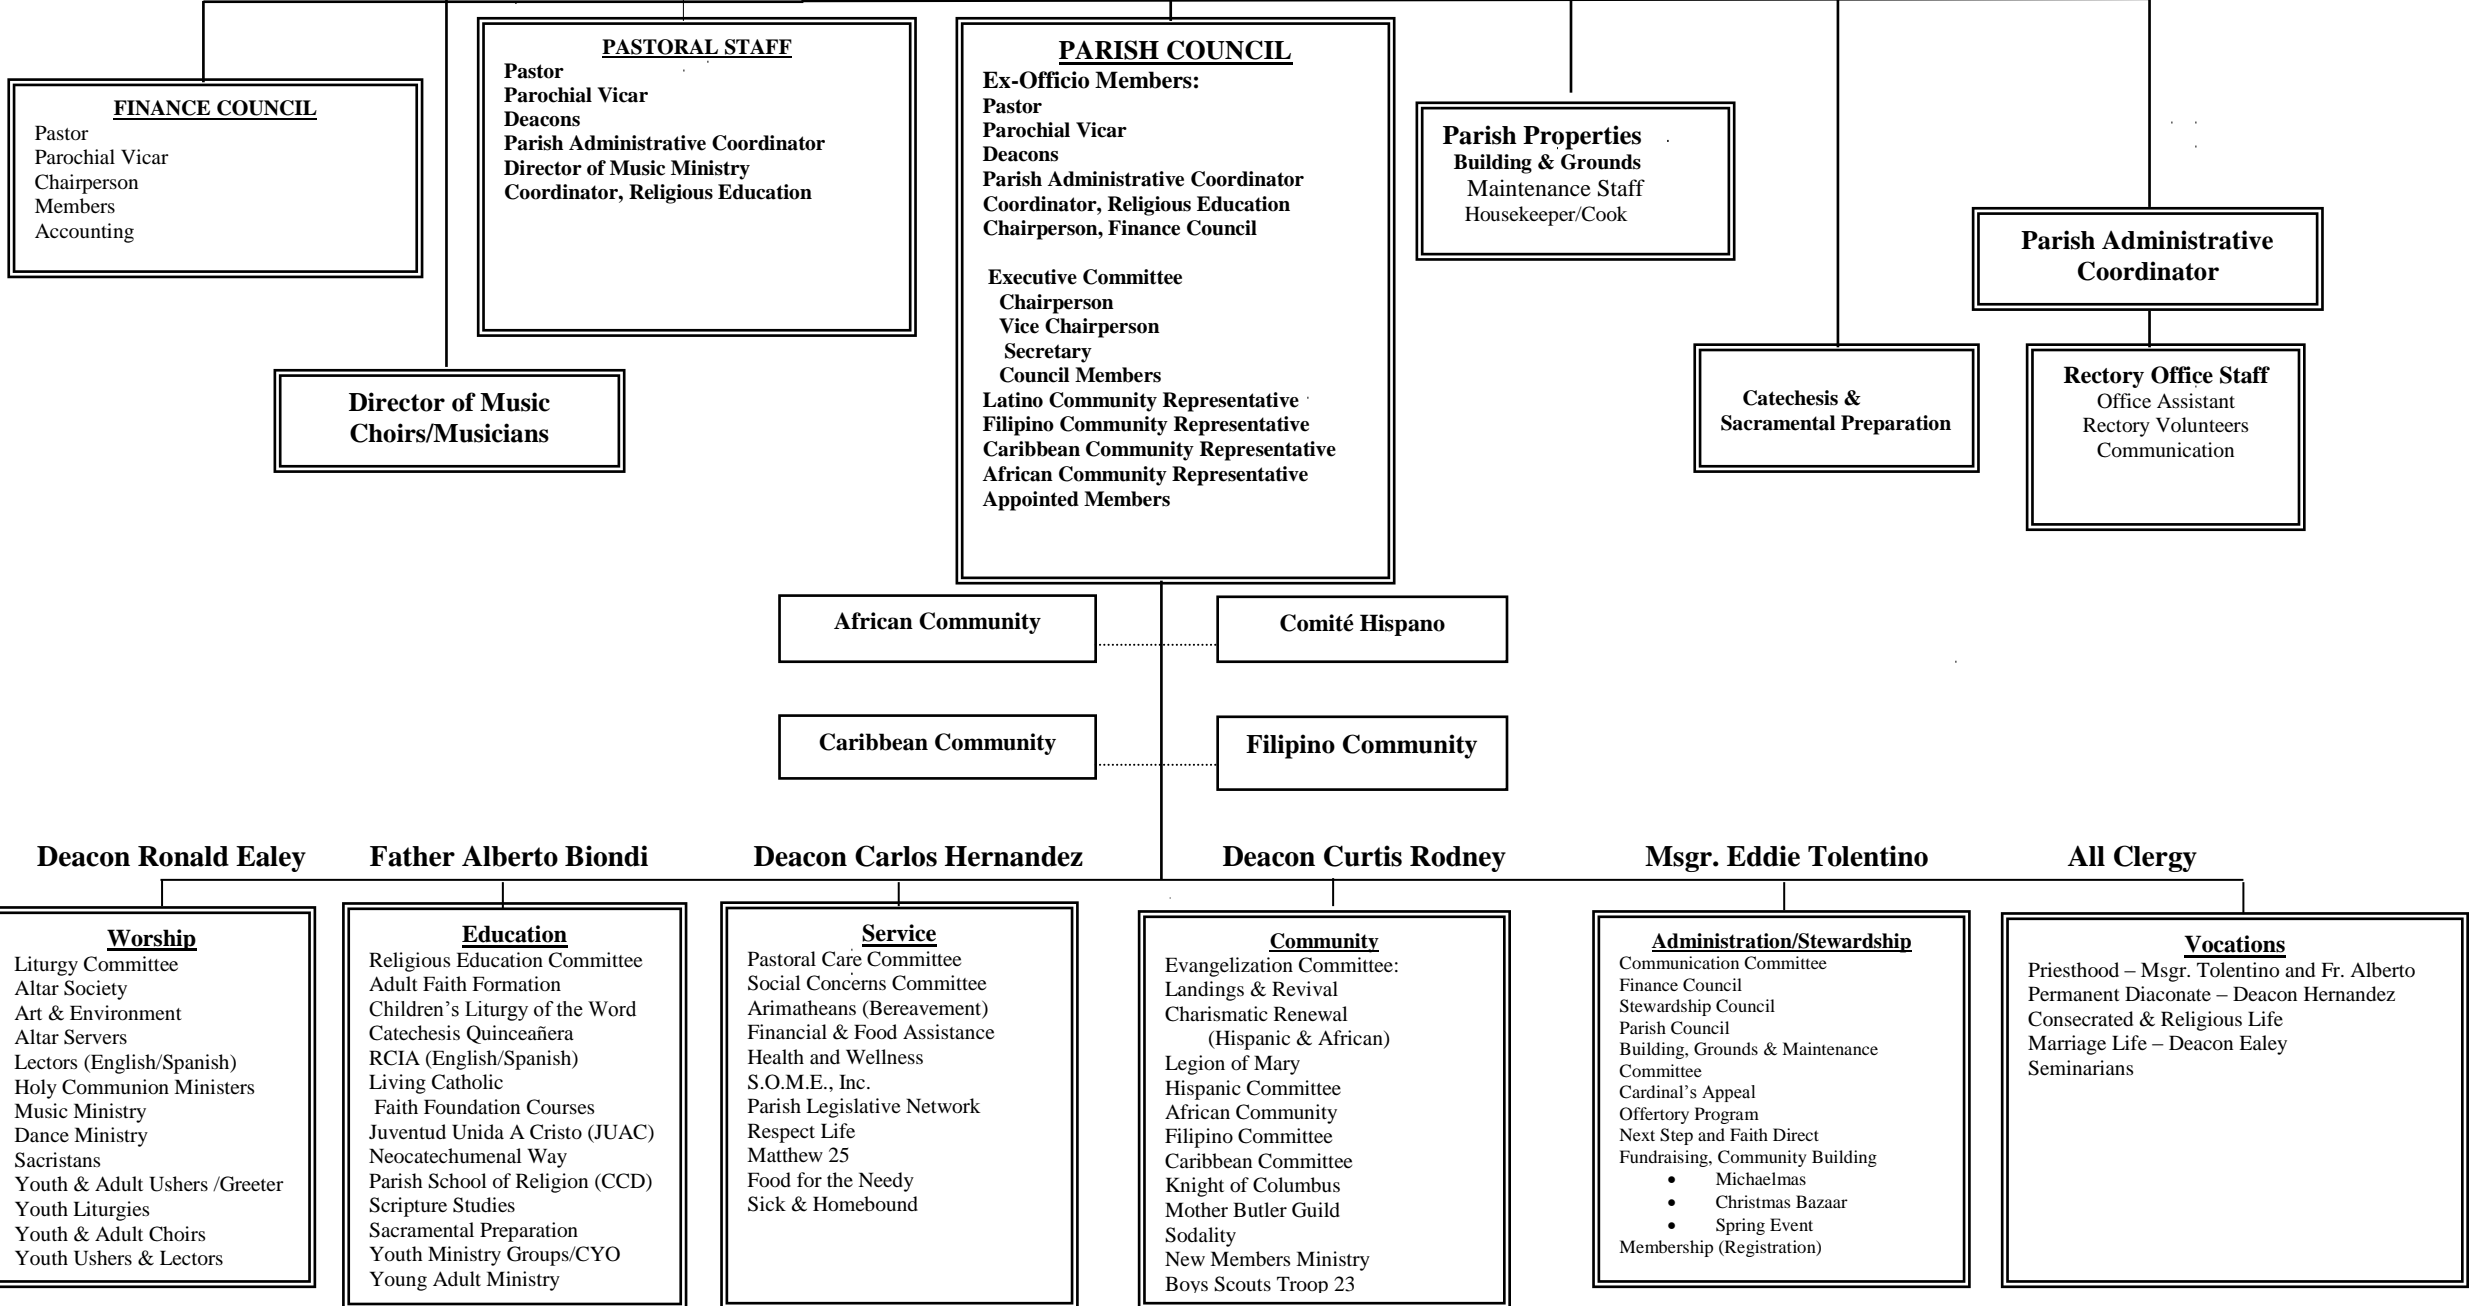 FINANCE COUNCIL
Pastor
Parochial Vicar
Chairperson
Members
Accounting
PASTORAL STAFF
Pastor
Parochial Vicar
Deacons
Parish Administrative Coordinator
Director of Music Ministry
Coordinator, Religious Education
PARISH COUNCIL
Ex-Officio Members:
Pastor
Parochial Vicar
Deacons
Parish Administrative Coordinator
Coordinator, Religious Education
Chairperson, Finance Council
Executive Committee
Chairperson
Vice Chairperson
Secretary
Council Members
Latino Community Representative
Filipino Community Representative
Caribbean Community Representative
African Community Representative
Appointed Members
Parish Properties
Building & Grounds
Maintenance Staff
Housekeeper/Cook
Parish Administrative
Coordinator
Director of Music
Choirs/Musicians
Catechesis &
Sacramental Preparation
Rectory Office Staff
Office Assistant
Rectory Volunteers
Communication
African Community
Comité Hispano
Caribbean Community
Filipino Community
Deacon Ronald Ealey
Worship
Liturgy Committee
Altar Society
Art & Environment
Altar Servers
Lectors (English/Spanish)
Holy Communion Ministers
Music Ministry
Dance Ministry
Sacristans
Youth & Adult Ushers /Greeter
Youth Liturgies
Youth & Adult Choirs
Youth Ushers & Lectors
Father Alberto Biondi
Education
Religious Education Committee
Adult Faith Formation
Children’s Liturgy of the Word
Catechesis Quinceañera
RCIA (English/Spanish)
Living Catholic
Faith Foundation Courses
Juventud Unida A Cristo (JUAC)
Neocatechumenal Way
Parish School of Religion (CCD)
Scripture Studies
Sacramental Preparation
Youth Ministry Groups/CYO
Young Adult Ministry
Deacon Carlos Hernandez
Service
Pastoral Care Committee
Social Concerns Committee
Arimatheans (Bereavement)
Financial & Food Assistance
Health and Wellness
S.O.M.E., Inc.
Parish Legislative Network
Respect Life
Matthew 25
Food for the Needy
Sick & Homebound
Deacon Curtis Rodney
Community
Evangelization Committee:
Landings & Revival
Charismatic Renewal
(Hispanic & African)
Legion of Mary
Hispanic Committee
African Community
Filipino Committee
Caribbean Committee
Knight of Columbus
Mother Butler Guild
Sodality
New Members Ministry
Boys Scouts Troop 23
Msgr. Eddie Tolentino
Administration/Stewardship
Communication Committee
Finance Council
Stewardship Council
Parish Council
Building, Grounds & Maintenance
Committee
Cardinal’s Appeal
Offertory Program
Next Step and Faith Direct
Fundraising, Community Building
• Michaelmas
• Christmas Bazaar
• Spring Event
Membership (Registration)
All Clergy
Vocations
Priesthood – Msgr. Tolentino and Fr. Alberto
Permanent Diaconate – Deacon Hernandez
Consecrated & Religious Life
Marriage Life – Deacon Ealey
Seminarians